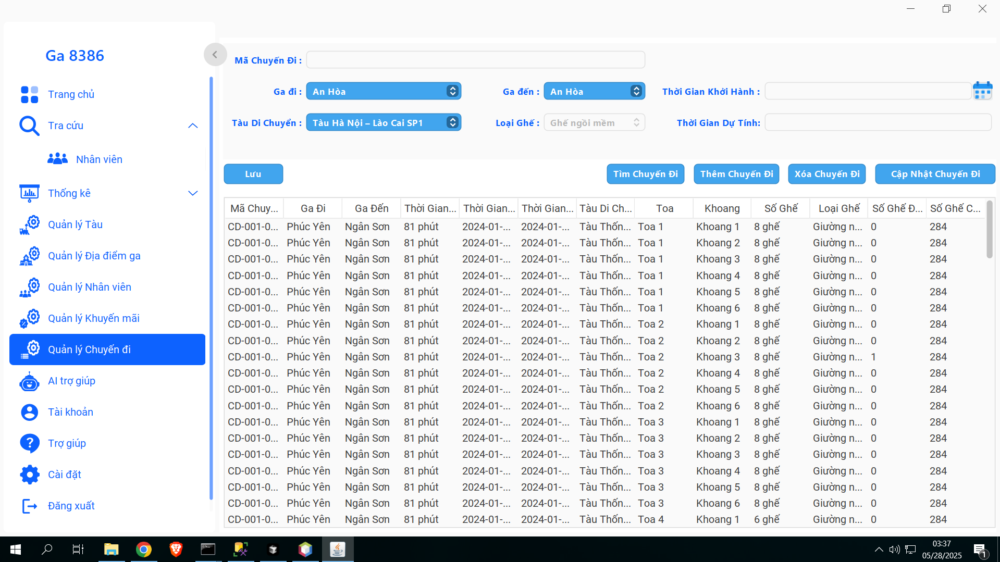 Ga 8386
Trang chủ
Tra cứu
Nhân viên
Thống kê
Quản lý Tàu
Quản lý Địa điểm ga
Quản lý Nhân viên
Quản lý Khuyến mãi
Quản lý Chuyến đi
AI trợ giúp
Tài khoản
Trợ giúp
Cài đặt
Đăng xuất
Mã Chuyến Đi :
Ga đi : An Hòa Ga đến : An Hòa Thời Gian Khởi Hành :
Tàu Di Chuyển : Tàu Hà Nội – Lào Cai SP1 Loại Ghế : Ghế ngồi mềm Thời Gian Dự Tính:
Lưu Tìm Chuyến Đi Thêm Chuyến Đi Xóa Chuyến Đi Cập Nhật Chuyến Đi
Mã Chuy... Ga Đi Ga Đến Thời Gian... Thời Gian... Thời Gian... Tàu Di Ch... Toa Khoang Số Ghế Loại Ghế Số Ghế Đ... Số Ghế C...
CD-001-0... Phúc Yên Ngân Sơn 81 phút 2024-01-... 2024-01-... Tàu Thốn... Toa 1 Khoang 1 8 ghế Giường n... 0 284
CD-001-0... Phúc Yên Ngân Sơn 81 phút 2024-01-... 2024-01-... Tàu Thốn... Toa 1 Khoang 2 8 ghế Giường n... 0 284
CD-001-0... Phúc Yên Ngân Sơn 81 phút 2024-01-... 2024-01-... Tàu Thốn... Toa 1 Khoang 3 8 ghế Giường n... 0 284
CD-001-0... Phúc Yên Ngân Sơn 81 phút 2024-01-... 2024-01-... Tàu Thốn... Toa 1 Khoang 4 8 ghế Giường n... 0 284
CD-001-0... Phúc Yên Ngân Sơn 81 phút 2024-01-... 2024-01-... Tàu Thốn... Toa 1 Khoang 5 8 ghế Giường n... 0 284
CD-001-0... Phúc Yên Ngân Sơn 81 phút 2024-01-... 2024-01-... Tàu Thốn... Toa 1 Khoang 6 8 ghế Giường n... 0 284
CD-001-0... Phúc Yên Ngân Sơn 81 phút 2024-01-... 2024-01-... Tàu Thốn... Toa 2 Khoang 1 8 ghế Giường n... 0 284
CD-001-0... Phúc Yên Ngân Sơn 81 phút 2024-01-... 2024-01-... Tàu Thốn... Toa 2 Khoang 2 8 ghế Giường n... 0 284
CD-001-0... Phúc Yên Ngân Sơn 81 phút 2024-01-... 2024-01-... Tàu Thốn... Toa 2 Khoang 3 8 ghế Giường n... 1 284
CD-001-0... Phúc Yên Ngân Sơn 81 phút 2024-01-... 2024-01-... Tàu Thốn... Toa 2 Khoang 4 8 ghế Giường n... 0 284
CD-001-0... Phúc Yên Ngân Sơn 81 phút 2024-01-... 2024-01-... Tàu Thốn... Toa 2 Khoang 5 8 ghế Giường n... 0 284
CD-001-0... Phúc Yên Ngân Sơn 81 phút 2024-01-... 2024-01-... Tàu Thốn... Toa 2 Khoang 6 8 ghế Giường n... 0 284
CD-001-0... Phúc Yên Ngân Sơn 81 phút 2024-01-... 2024-01-... Tàu Thốn... Toa 3 Khoang 1 8 ghế Giường n... 0 284
CD-001-0... Phúc Yên Ngân Sơn 81 phút 2024-01-... 2024-01-... Tàu Thốn... Toa 3 Khoang 2 8 ghế Giường n... 0 284
CD-001-0... Phúc Yên Ngân Sơn 81 phút 2024-01-... 2024-01-... Tàu Thốn... Toa 3 Khoang 3 8 ghế Giường n... 0 284
CD-001-0... Phúc Yên Ngân Sơn 81 phút 2024-01-... 2024-01-... Tàu Thốn... Toa 3 Khoang 4 8 ghế Giường n... 0 284
CD-001-0... Phúc Yên Ngân Sơn 81 phút 2024-01-... 2024-01-... Tàu Thốn... Toa 3 Khoang 5 8 ghế Giường n... 0 284
CD-001-0... Phúc Yên Ngân Sơn 81 phút 2024-01-... 2024-01-... Tàu Thốn... Toa 3 Khoang 6 8 ghế Giường n... 0 284
CD-001-0... Phúc Yên Ngân Sơn 81 phút 2024-01-... 2024-01-... Tàu Thốn... Toa 4 Khoang 1 6 ghế Giường n... 0 284
03:37
05/28/2025
1